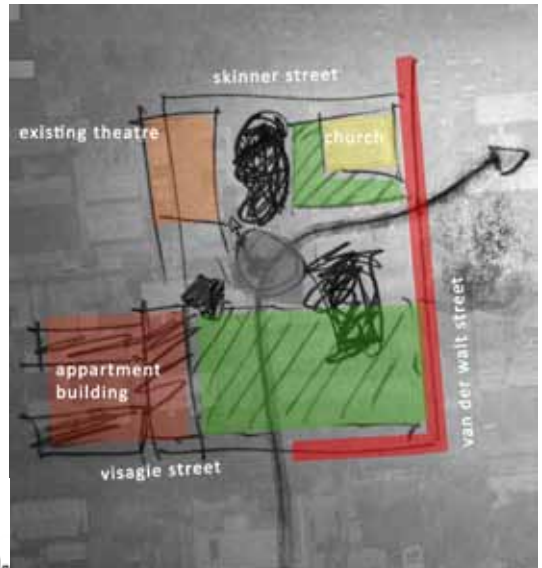 skinner street
existing theatre
church
van der walt street
appartment
building
visagie street